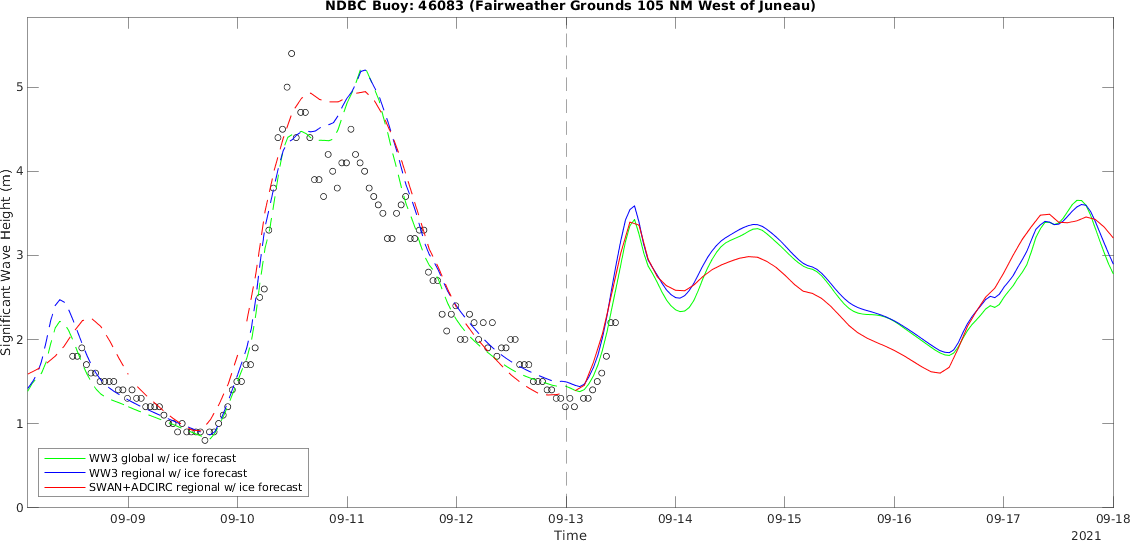 NDBC Buoy: 46083 (Fairweather Grounds 105 NM West of Juneau)
Significant Wave Height (m)
5
4
3
2
1
0
WW3 global w/ ice forecast
WW3 regional w/ ice forecast
SWAN+ADCIRC regional w/ ice forecast
09-09 09-10 09-11 09-12 09-13 09-14 09-15 09-16 09-17 09-18
Time
2021